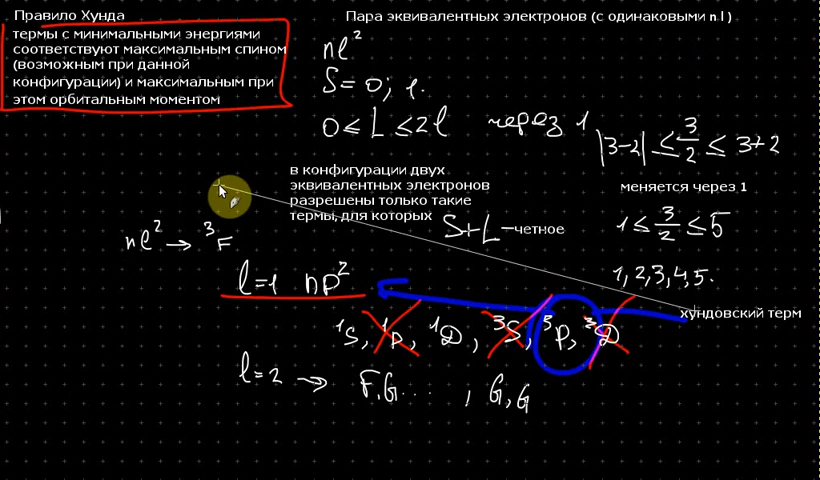 Правило Хунда
термы с минимальными энергиями
соответствуют максимальным спином
(возможным при данной
конфигурации) и максимальным при
этом орбитальным моментом
Пара эквивалентных электронов (с одинаковыми n l )
nl²
S = 0; 1.
0 ≤ L ≤ 2l через 1
|3-2| ≤ 3/2 ≤ 3+2
меняется через 1
1 ≤ 3/2 ≤ 5
1,2,3,4,5.
в конфигурации двух
эквивалентных электронов
разрешены только такие
термы, для которых
S+L – четное
nl² → ³F
l=1 np²
хундовский терм
¹S, ¹P, ¹D, ³S, ³P, ³D
l=2 → F,G...., G,G